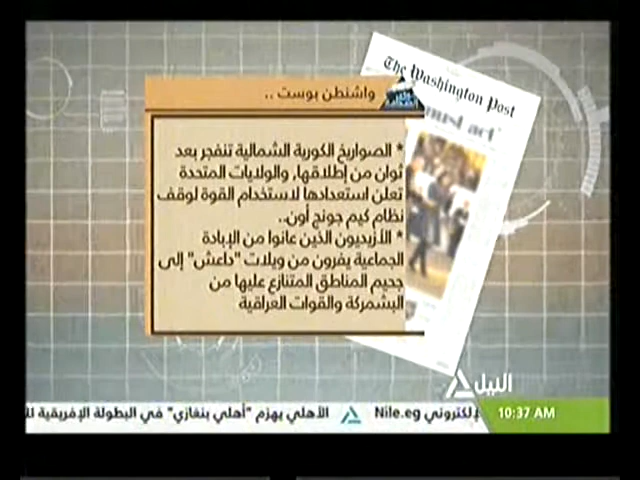 The Washington Post
must act
واشنطن بوست ..
* الصواريخ الكورية الشمالية تنفجر بعد
ثوان من إطلاقها, والولايات المتحدة
تعلن استعدادها لاستخدام القوة لوقف
نظام كيم جونج أون..
* الأزيديون الذين عانوا من الإبادة
الجماعية يفرون من ويلات "داعش" إلى
جحيم المناطق المتنازع عليها من
البشمركة والقوات العراقية
النيل
10:37 AM
لإلكتروني Nile.eg
الأهلي يهزم "أهلي بنغازي" في البطولة الإفريقية لل